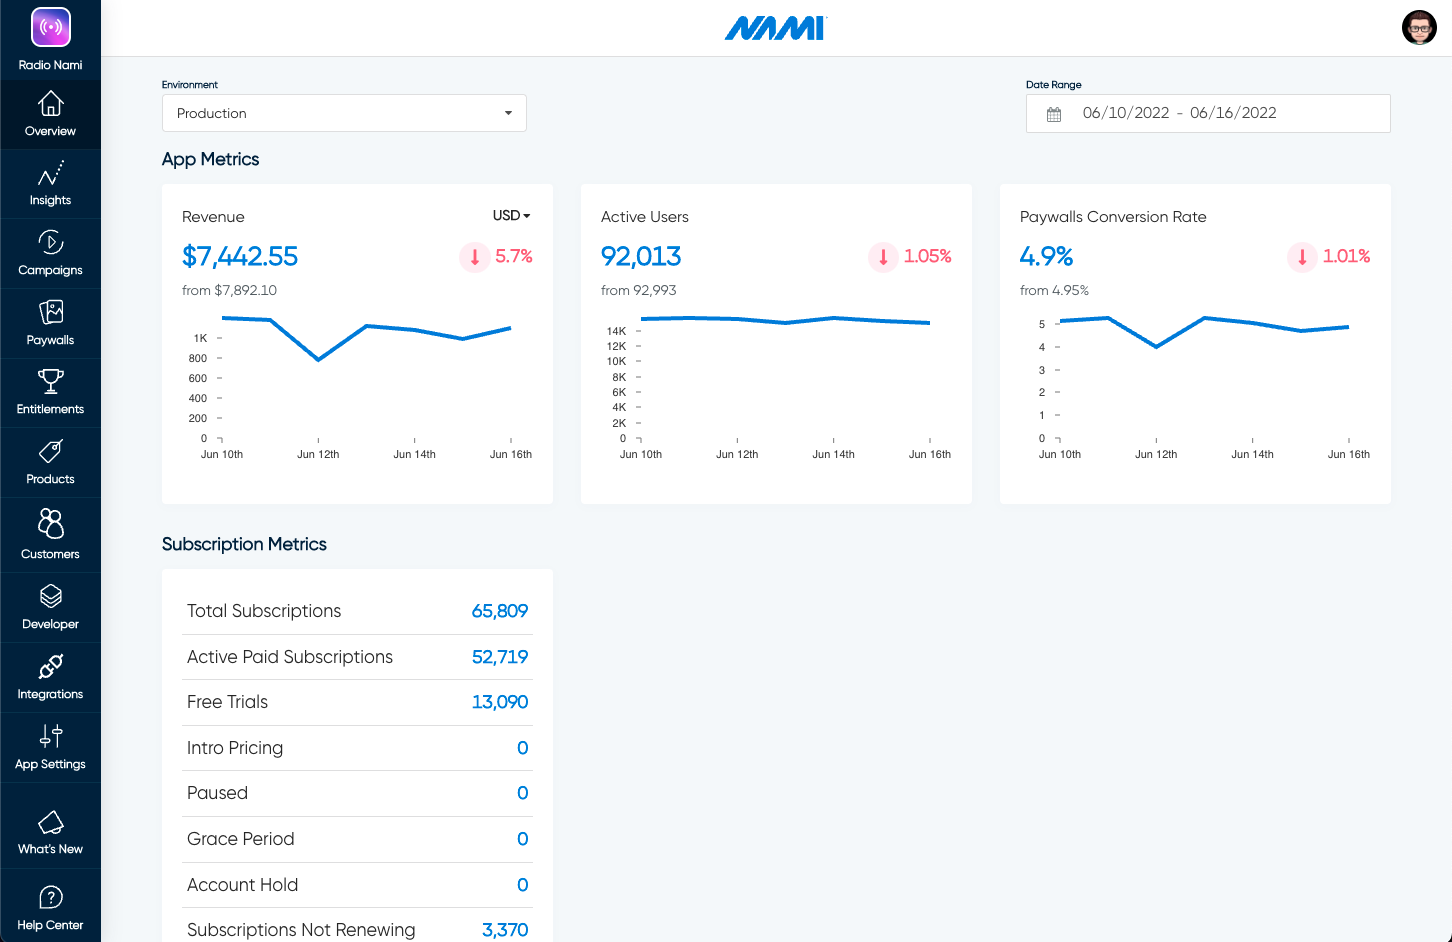 Radio Nami
Overview
Insights
Campaigns
Paywalls
Entitlements
Products
Customers
Developer
Integrations
App Settings
What's New
Help Center
NAMI
Environment
Production
Date Range
06/10/2022 - 06/16/2022
App Metrics
Revenue
USD
$7,442.55
5.7%
from $7,892.10
1K
800
600
400
200
0
Jun 10th Jun 12th Jun 14th Jun 16th
Active Users
92,013
1.05%
from 92,993
14K
12K
10K
8K
6K
4K
2K
0
Jun 10th Jun 12th Jun 14th Jun 16th
Paywalls Conversion Rate
4.9%
1.01%
from 4.95%
5
4
3
2
1
0
Jun 10th Jun 12th Jun 14th Jun 16th
Subscription Metrics
Total Subscriptions 65,809
Active Paid Subscriptions 52,719
Free Trials 13,090
Intro Pricing 0
Paused 0
Grace Period 0
Account Hold 0
Subscriptions Not Renewing 3,370